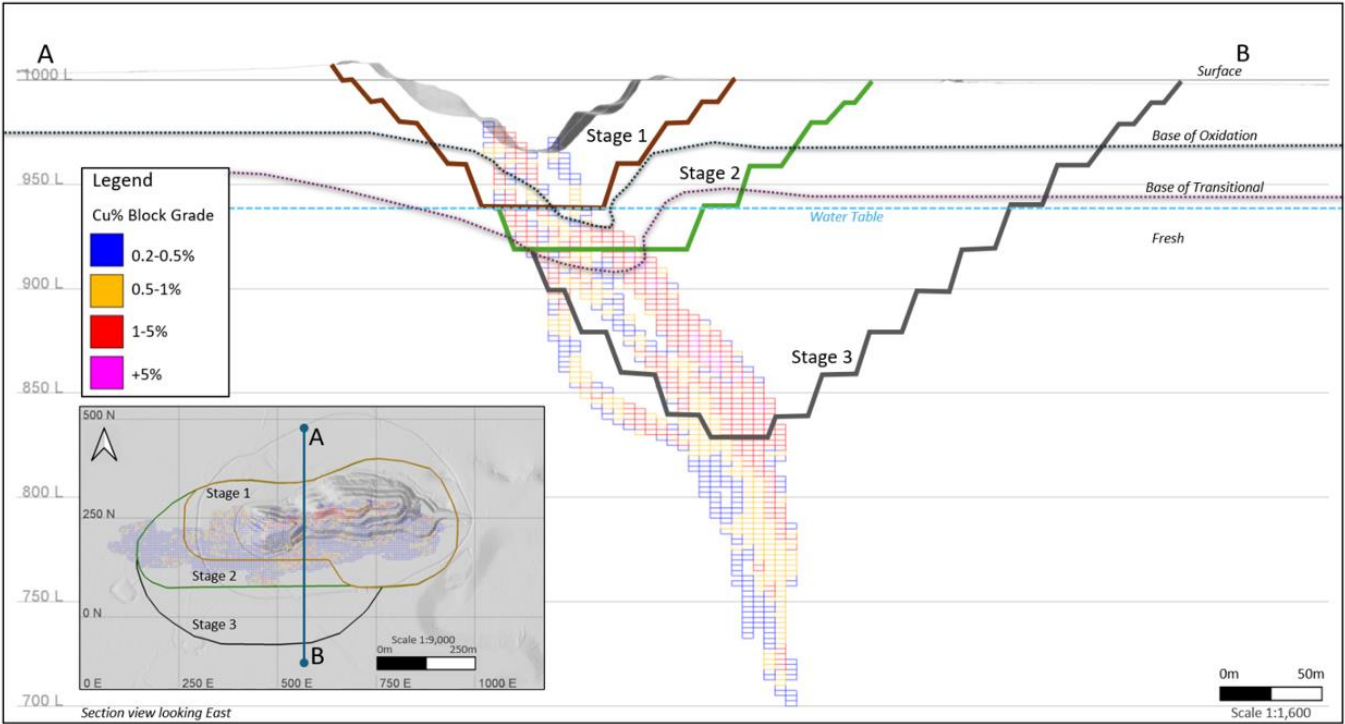 A
B
1000 L
Surface
Stage 1
Base of Oxidation
Stage 2
950 L
Base of Transitional
Water Table
Fresh
Legend
Cu% Block Grade
0.2-0.5%
0.5-1%
1-5%
+5%
900 L
Stage 3
850 L
800 L
750 L
700 L
500 N
A
Stage 1
250 N
Stage 2
0 N
Stage 3
Scale 1:9,000
0m 250m
B
0 E 250 E 500 E 750 E 1000 E
Section view looking East
0m 50m
Scale 1:1,600